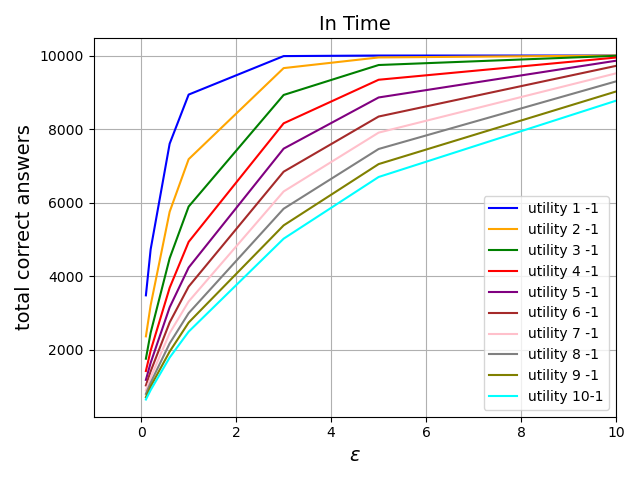 In Time
total correct answers
10000
8000
6000
4000
2000
0 2 4 6 8 10
ε
utility 1 -1
utility 2 -1
utility 3 -1
utility 4 -1
utility 5 -1
utility 6 -1
utility 7 -1
utility 8 -1
utility 9 -1
utility 10-1